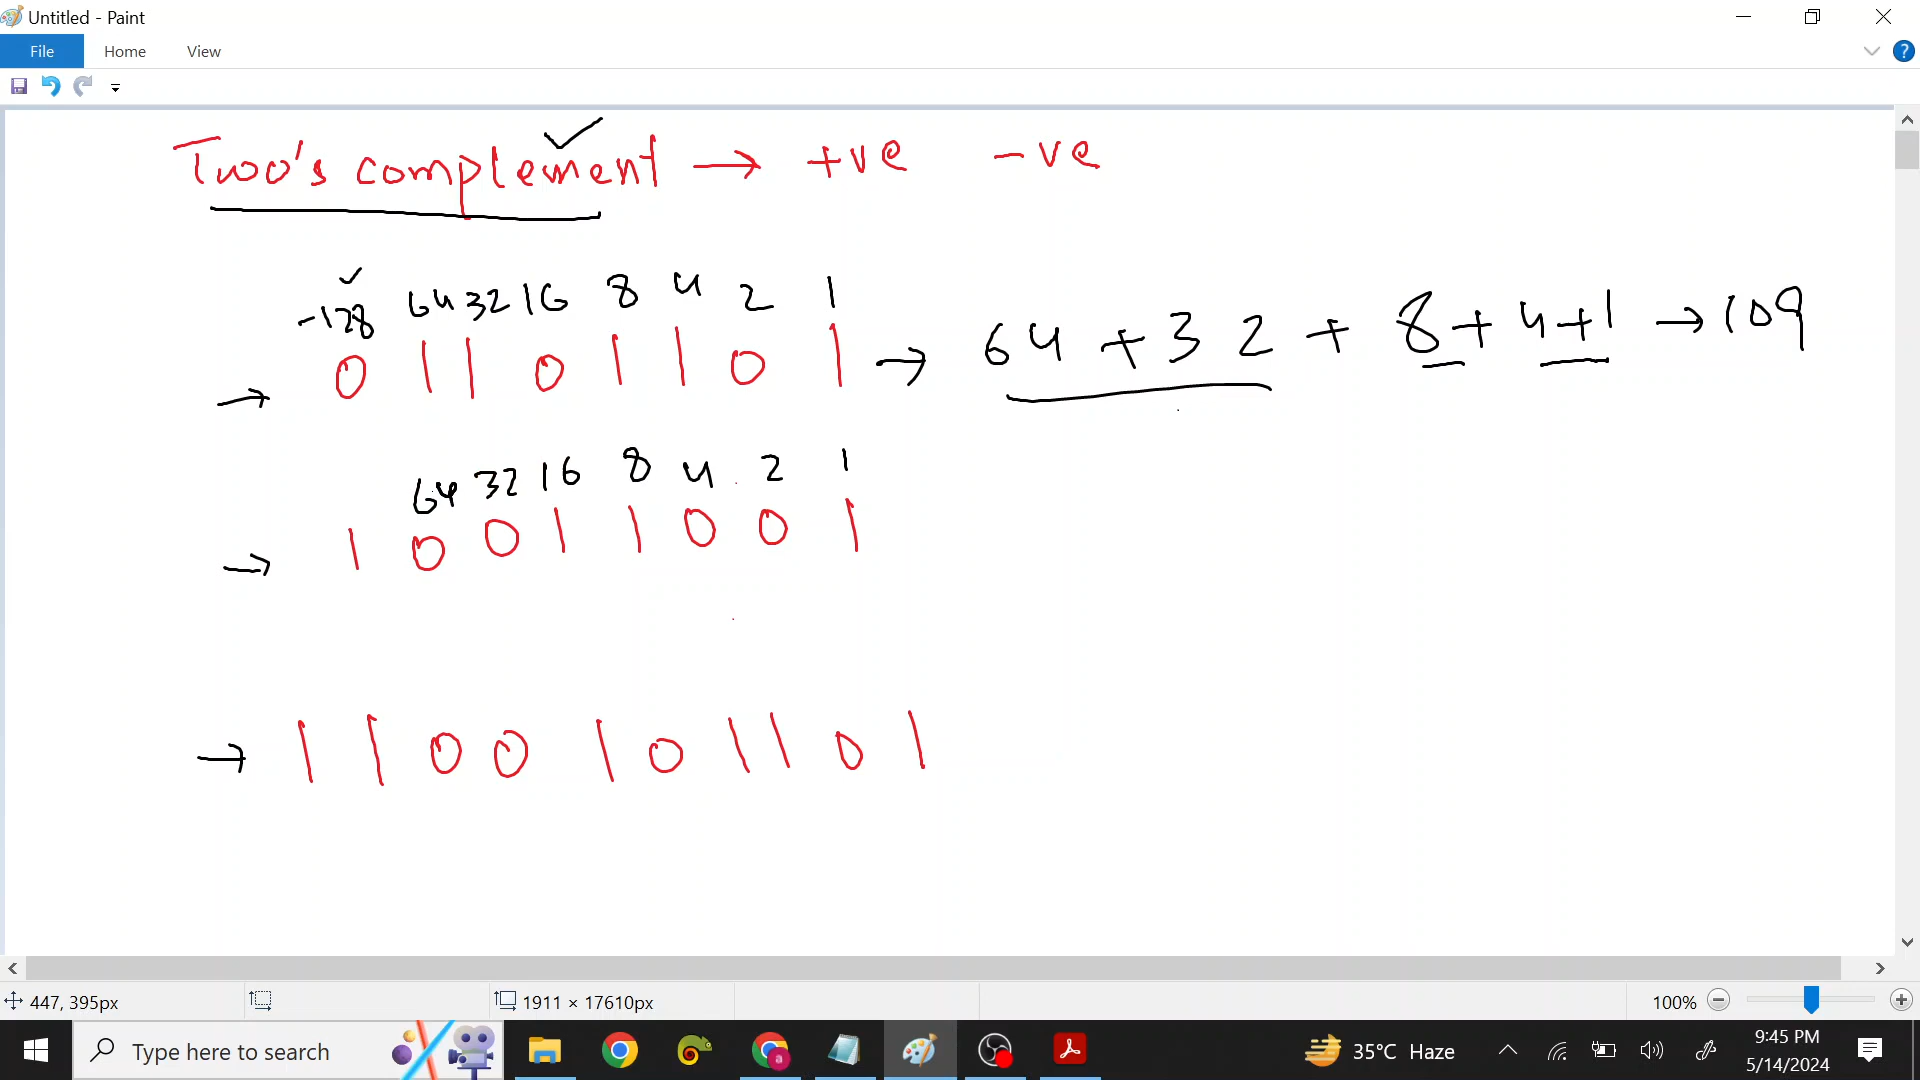 Untitled - Paint
File Home View
Two's complement → +ve -ve
-128 64 32 16 8 4 2 1
→ 0 1 1 0 1 1 0 1 → 64 + 32 + 8 + 4 + 1 → 109
64 32 16 8 4 2 1
→ 1 0 0 1 1 0 0 1
→ 1 1 0 0 1 0 1 1 0 1
447, 395px 1911 × 17610px 100%
Type here to search 35°C Haze 9:45 PM
5/14/2024